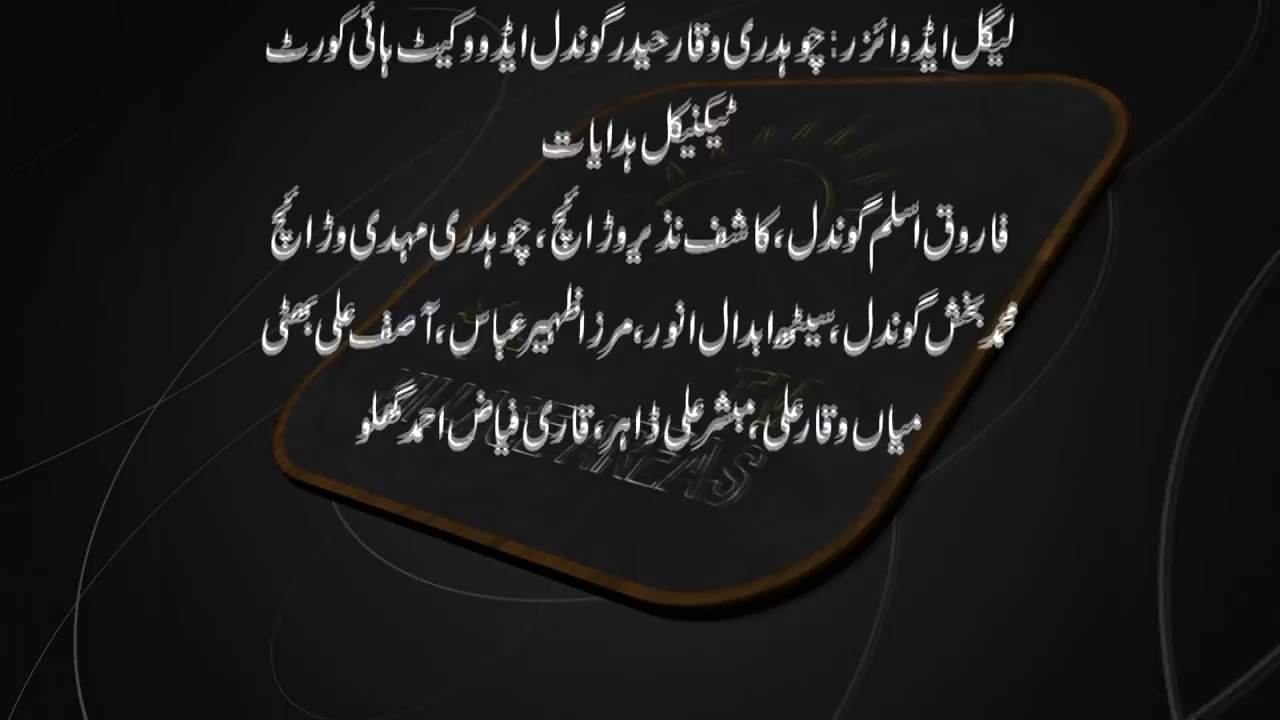 لیگل ایڈوائزر: چوہدری وقار حیدر گوندل ایڈووکیٹ ہائی کورٹ
ٹیکنیکل ہدایات
فاروق اسلم گوندل، کاشف نذیر وڑائچ، چوہدری مہدی وڑائچ
محمد بخش گوندل، سیٹھ ابدال انور، مرزا ظہیر عباس، آصف علی بھٹی
میاں وقار علی، مبشر علی ڈاہر، قاری فیاض احمد گھلو
AREAS